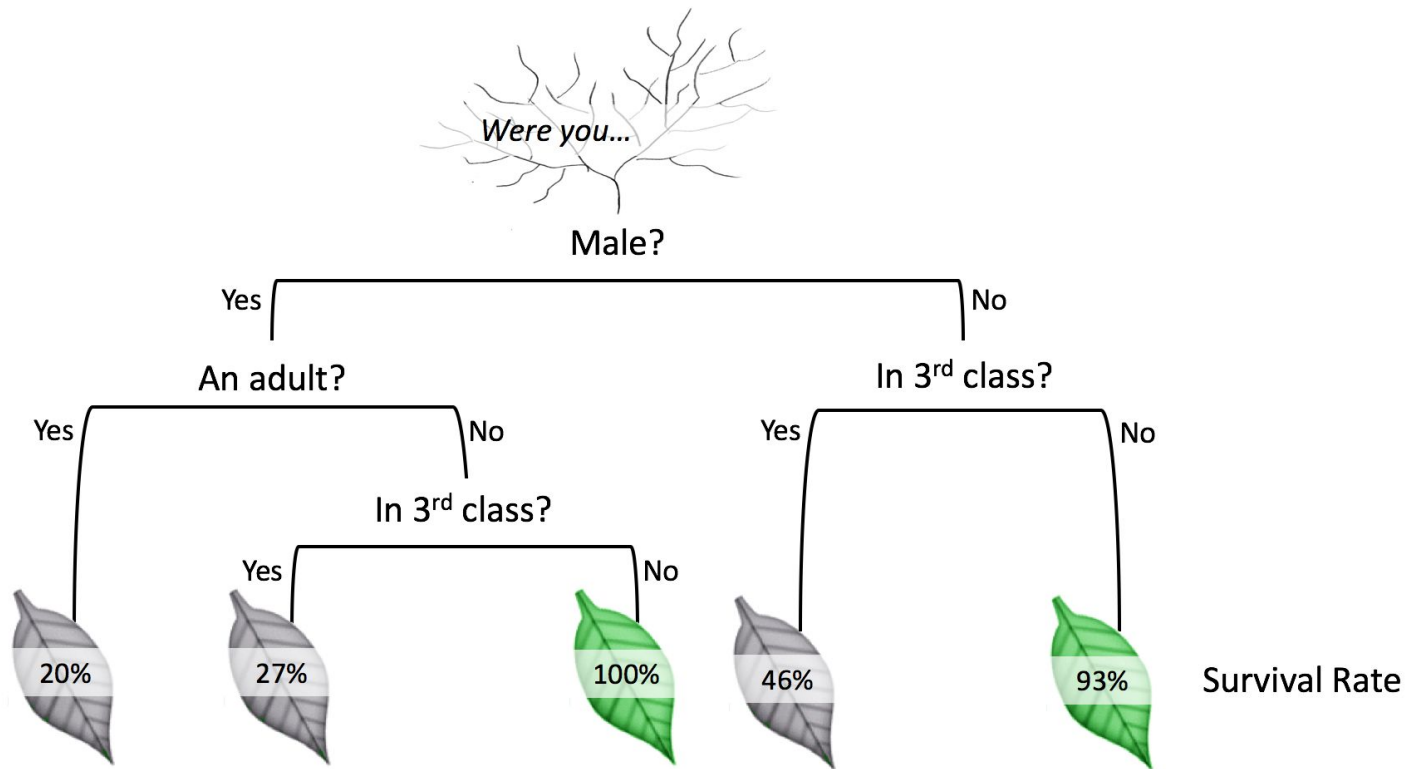 Were you...
Male?
Yes
No
An adult?
In 3rd class?
Yes
No
Yes
No
In 3rd class?
Yes
No
20%
27%
100%
46%
93%
Survival Rate